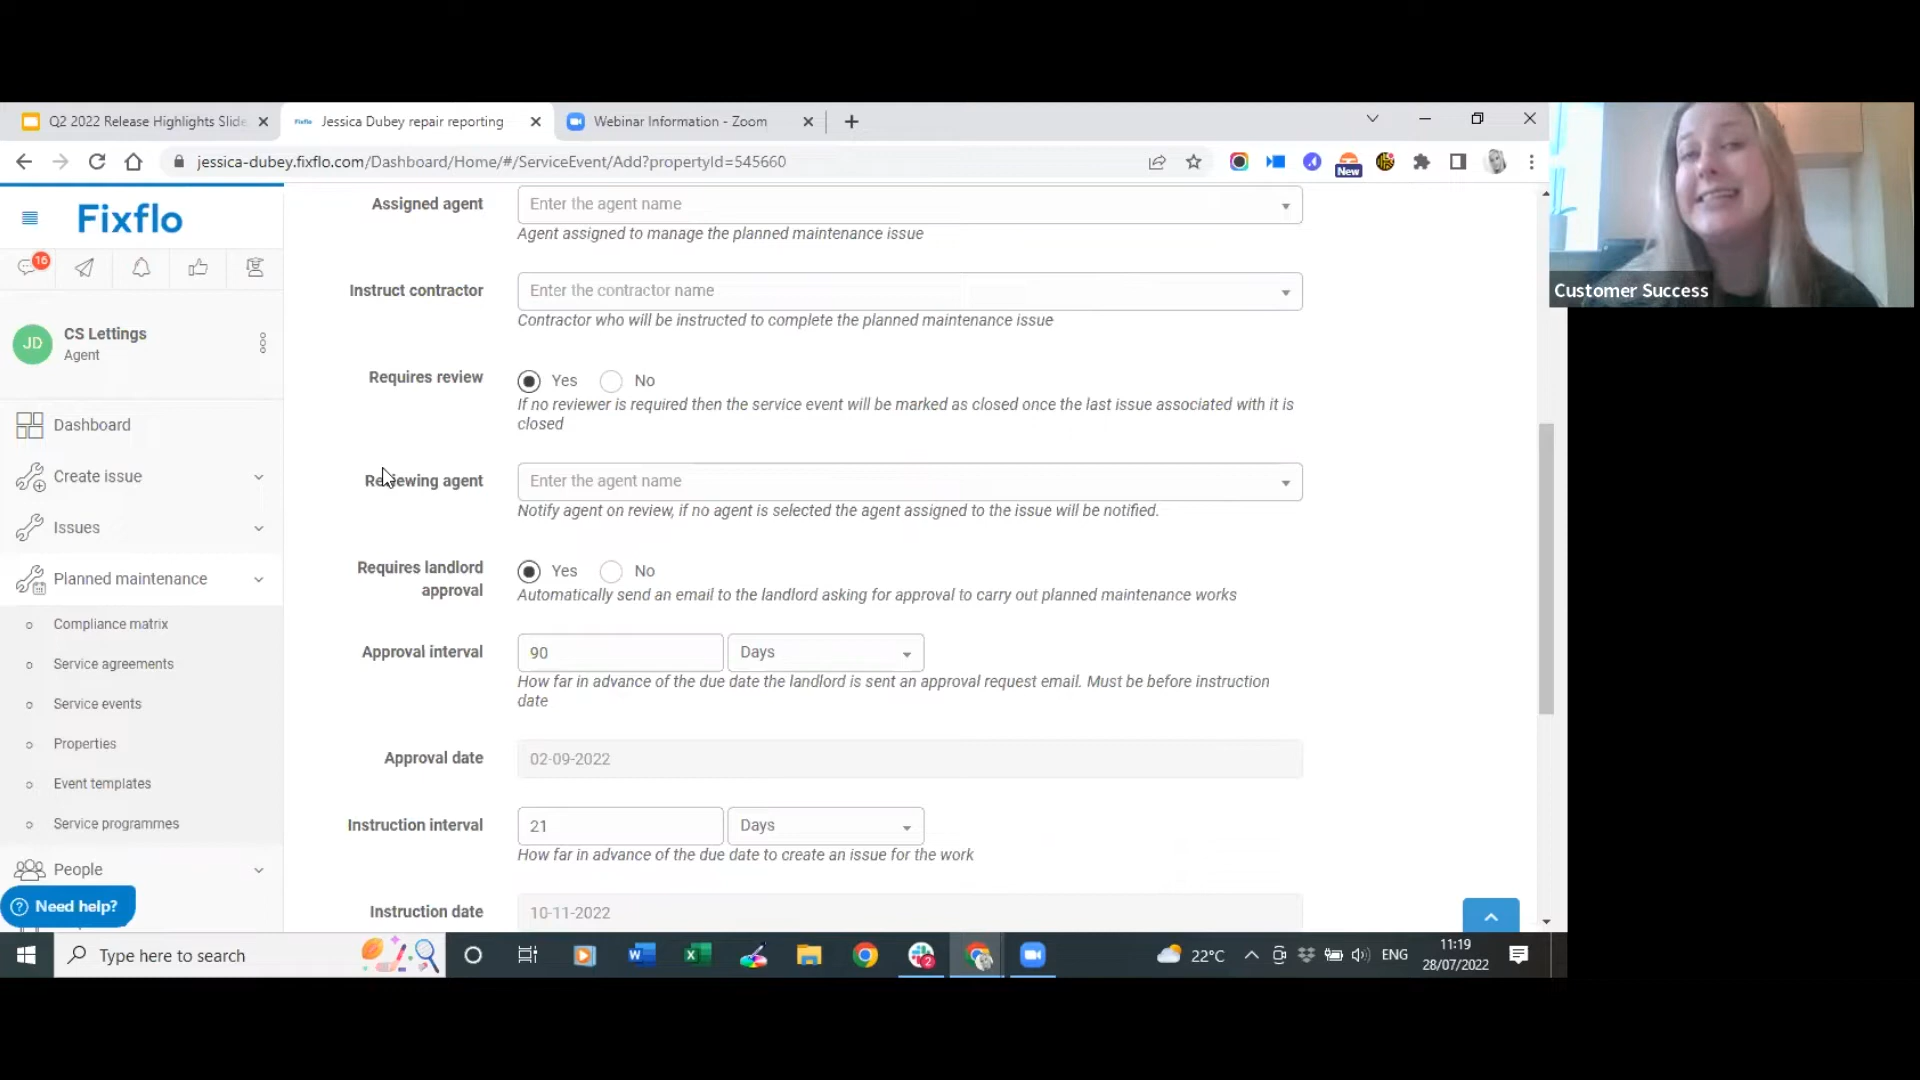 Q2 2022 Release Highlights Slide
Fixflo
Jessica Dubey repair reporting
Webinar Information - Zoom
jessica-dubey.fixflo.com/Dashboard/Home/#/ServiceEvent/Add?propertyId=545660
New
Customer Success
Fixflo
16
JD
CS Lettings
Agent
Dashboard
Create issue
Issues
Planned maintenance
Compliance matrix
Service agreements
Service events
Properties
Event templates
Service programmes
People
Need help?
Assigned agent
Enter the agent name
Agent assigned to manage the planned maintenance issue
Instruct contractor
Enter the contractor name
Contractor who will be instructed to complete the planned maintenance issue
Requires review
Yes No
If no reviewer is required then the service event will be marked as closed once the last issue associated with it is
closed
Reviewing agent
Enter the agent name
Notify agent on review, if no agent is selected the agent assigned to the issue will be notified.
Requires landlord
approval
Yes No
Automatically send an email to the landlord asking for approval to carry out planned maintenance works
Approval interval
90 Days
How far in advance of the due date the landlord is sent an approval request email. Must be before instruction
date
Approval date
02-09-2022
Instruction interval
21 Days
How far in advance of the due date to create an issue for the work
Instruction date
10-11-2022
Type here to search
22°C
ENG
11:19
28/07/2022